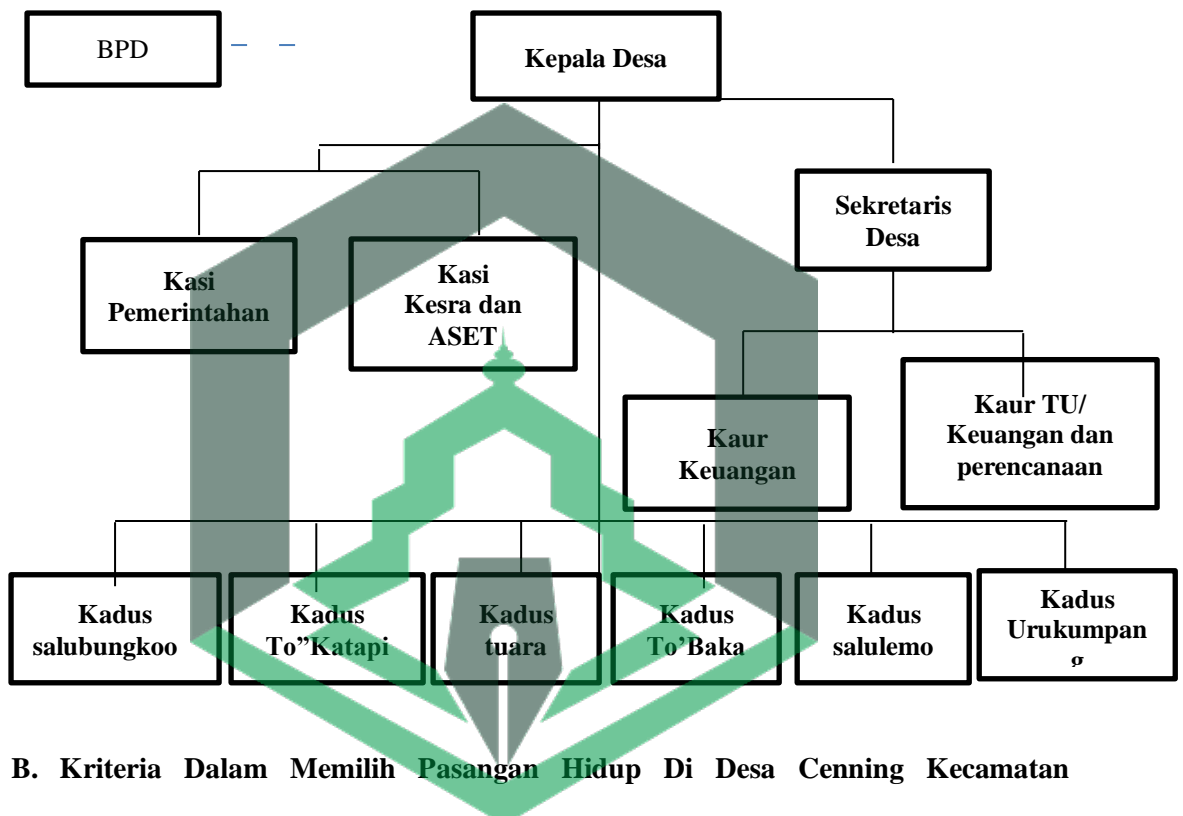 BPD
Kepala Desa
Sekretaris
Desa
Kasi
Pemerintahan
Kasi
Kesra dan
ASET
Kaur
Keuangan
Kaur TU/
Keuangan dan
perencanaan
Kadus
salubungkoo
Kadus
To”Katapi
Kadus
tuara
Kadus
To’Baka
Kadus
salulemo
Kadus
Urukumpan
g
B. Kriteria Dalam Memilih Pasangan Hidup Di Desa Cenning Kecamatan